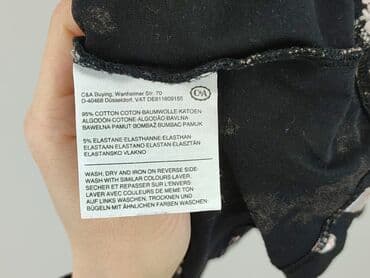 C&A Buying, Wanheimer Str. 70
D-40468 Düsseldorf, VAT DE811609165
C&A
95% COTTON COTON-BAUMWOLLE-KATOEN
ALGODÓN-COTONE-ALGODÃO-BAVLNA
BAWEŁNA PAMUT BOMBAŽ BUMBAC PAMUK
5% ELASTANE ELASTHANNE-ELASTHAN
ELASTAAN ELASTANO ELASTAN-ELASZTÁN
ELASTANSKO VLAKNO
WASH, DRY AND IRON ON REVERSE SIDE-
WASH WITH SIMILAR COLOURS LAVER,
SECHER ET REPASSER SUR L'ENVERS-
LAVER AVEC COULEURS DE MEME TON
AUF LINKS WASCHEN, TROCKNEN UND
BÜGELN MIT ÄHNLICHEN FARBEN WASCHEN